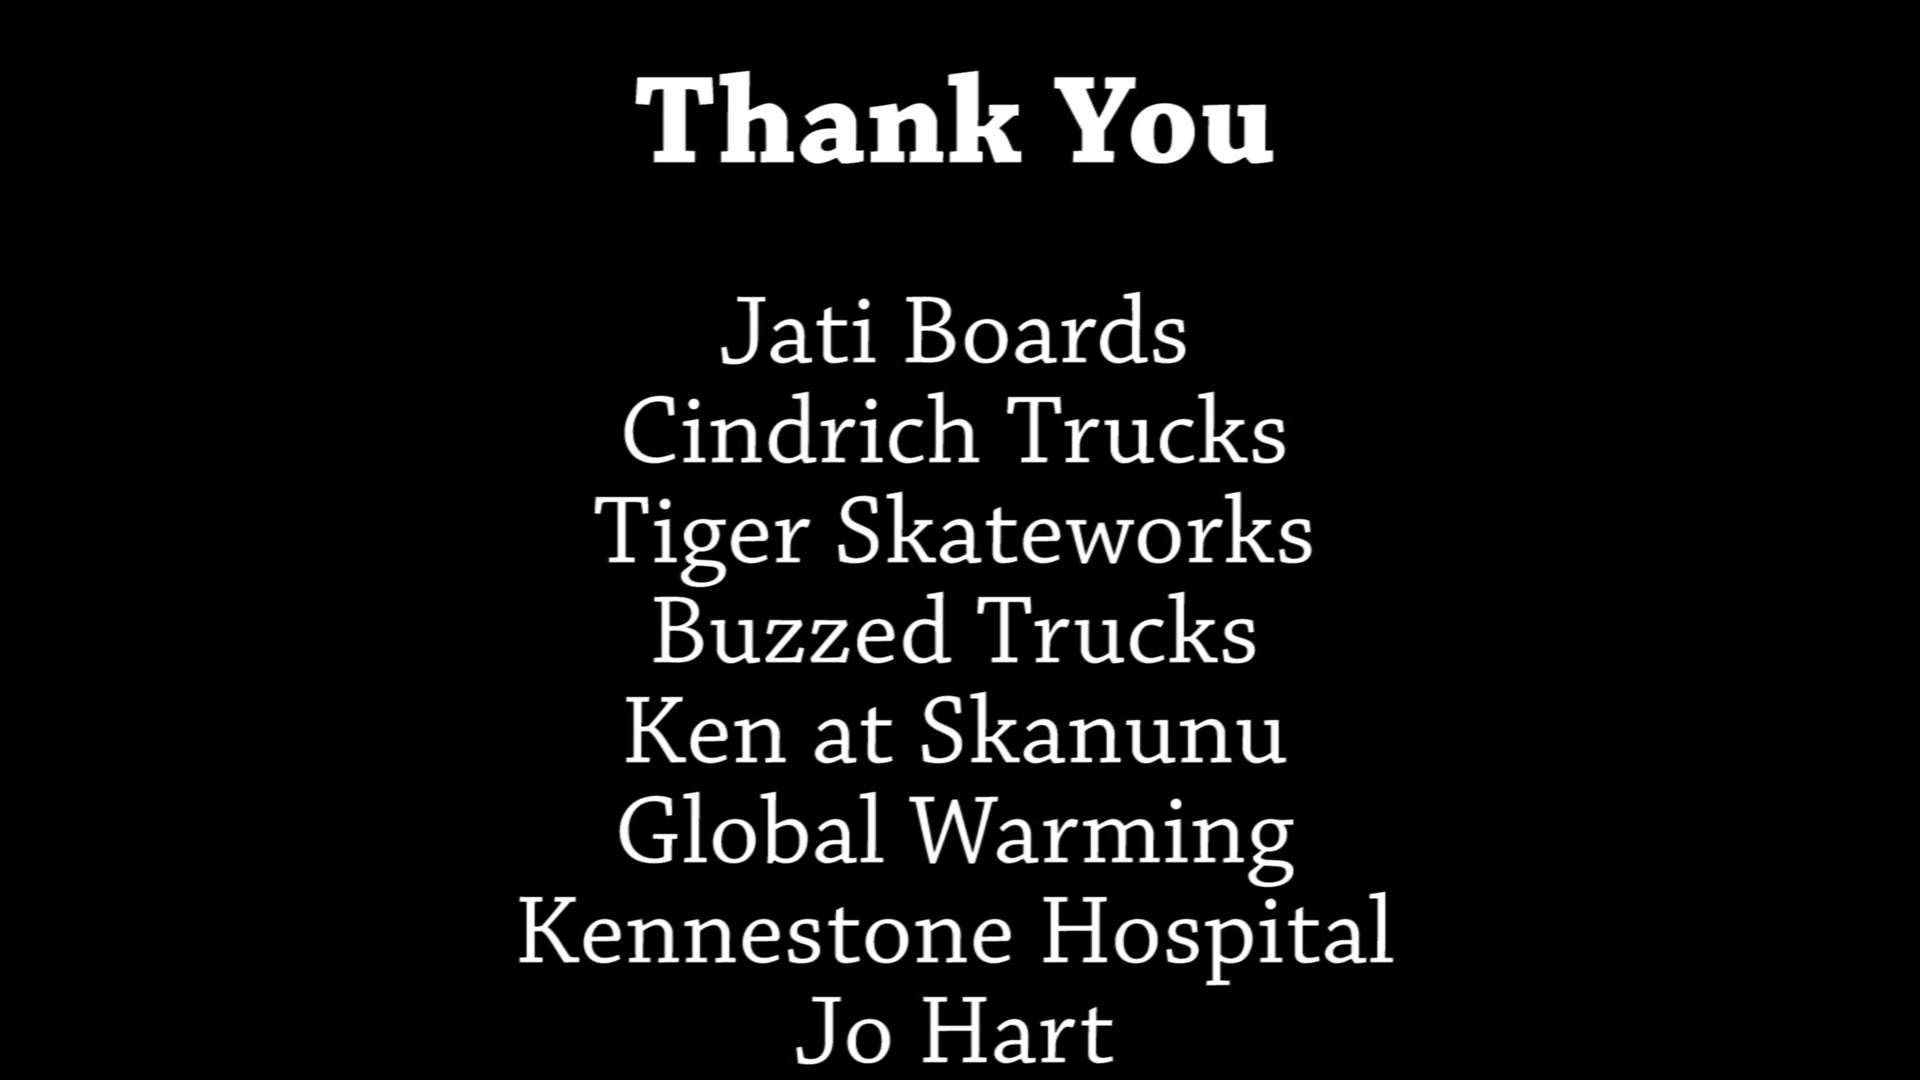 Thank You
Jati Boards
Cindrich Trucks
Tiger Skateworks
Buzzed Trucks
Ken at Skanunu
Global Warming
Kennestone Hospital
Jo Hart